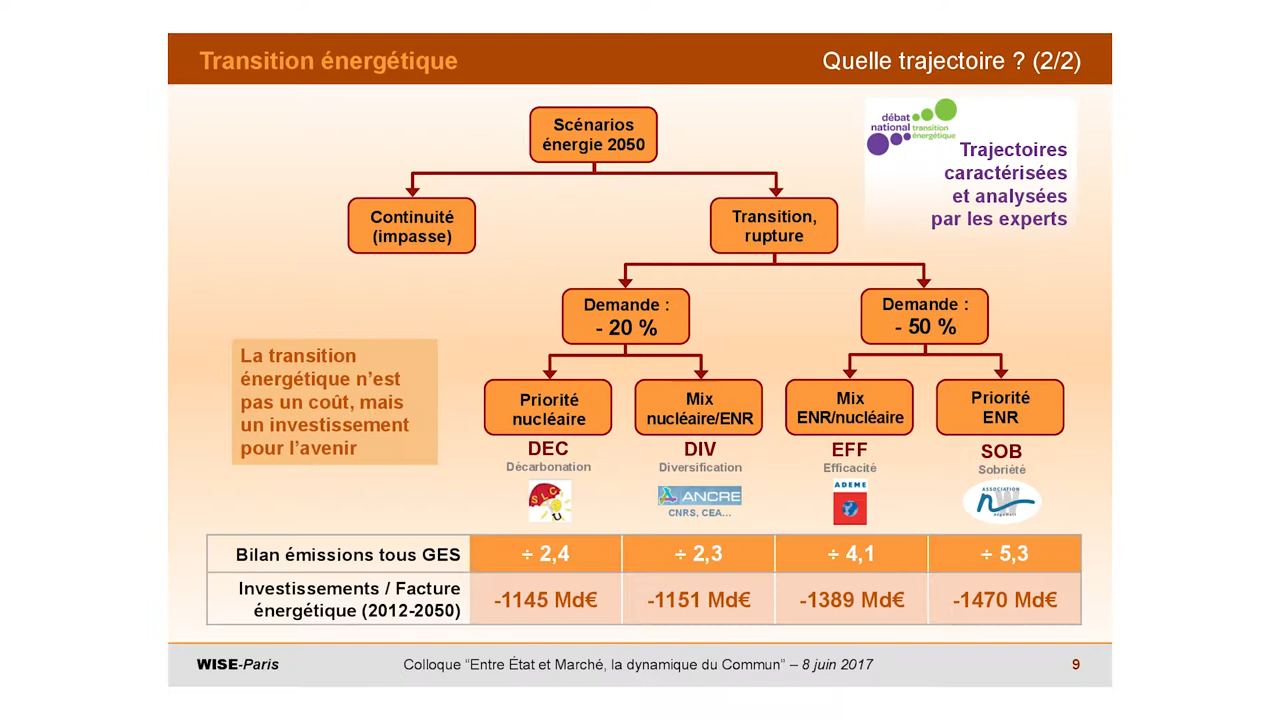 Transition énergétique
Quelle trajectoire ? (2/2)
débat
national transition
énergétique
Trajectoires
caractérisées
et analysées
par les experts
Scénarios
énergie 2050
Continuité
(impasse)
Transition,
rupture
Demande :
- 20 %
Demande :
- 50 %
La transition
énergétique n’est
pas un coût, mais
un investissement
pour l’avenir
Priorité
nucléaire
Mix
nucléaire/ENR
Mix
ENR/nucléaire
Priorité
ENR
DEC
Décarbonation
DIV
Diversification
EFF
Efficacité
SOB
Sobriété
SLC
U
ANCRE
CNRS, CEA...
ADEME
ASSOCIATION
nW
negaWatt
Bilan émissions tous GES
÷ 2,4
÷ 2,3
÷ 4,1
÷ 5,3
Investissements / Facture
énergétique (2012-2050)
-1145 Md€
-1151 Md€
-1389 Md€
-1470 Md€
WISE-Paris
Colloque “Entre État et Marché, la dynamique du Commun” – 8 juin 2017
9